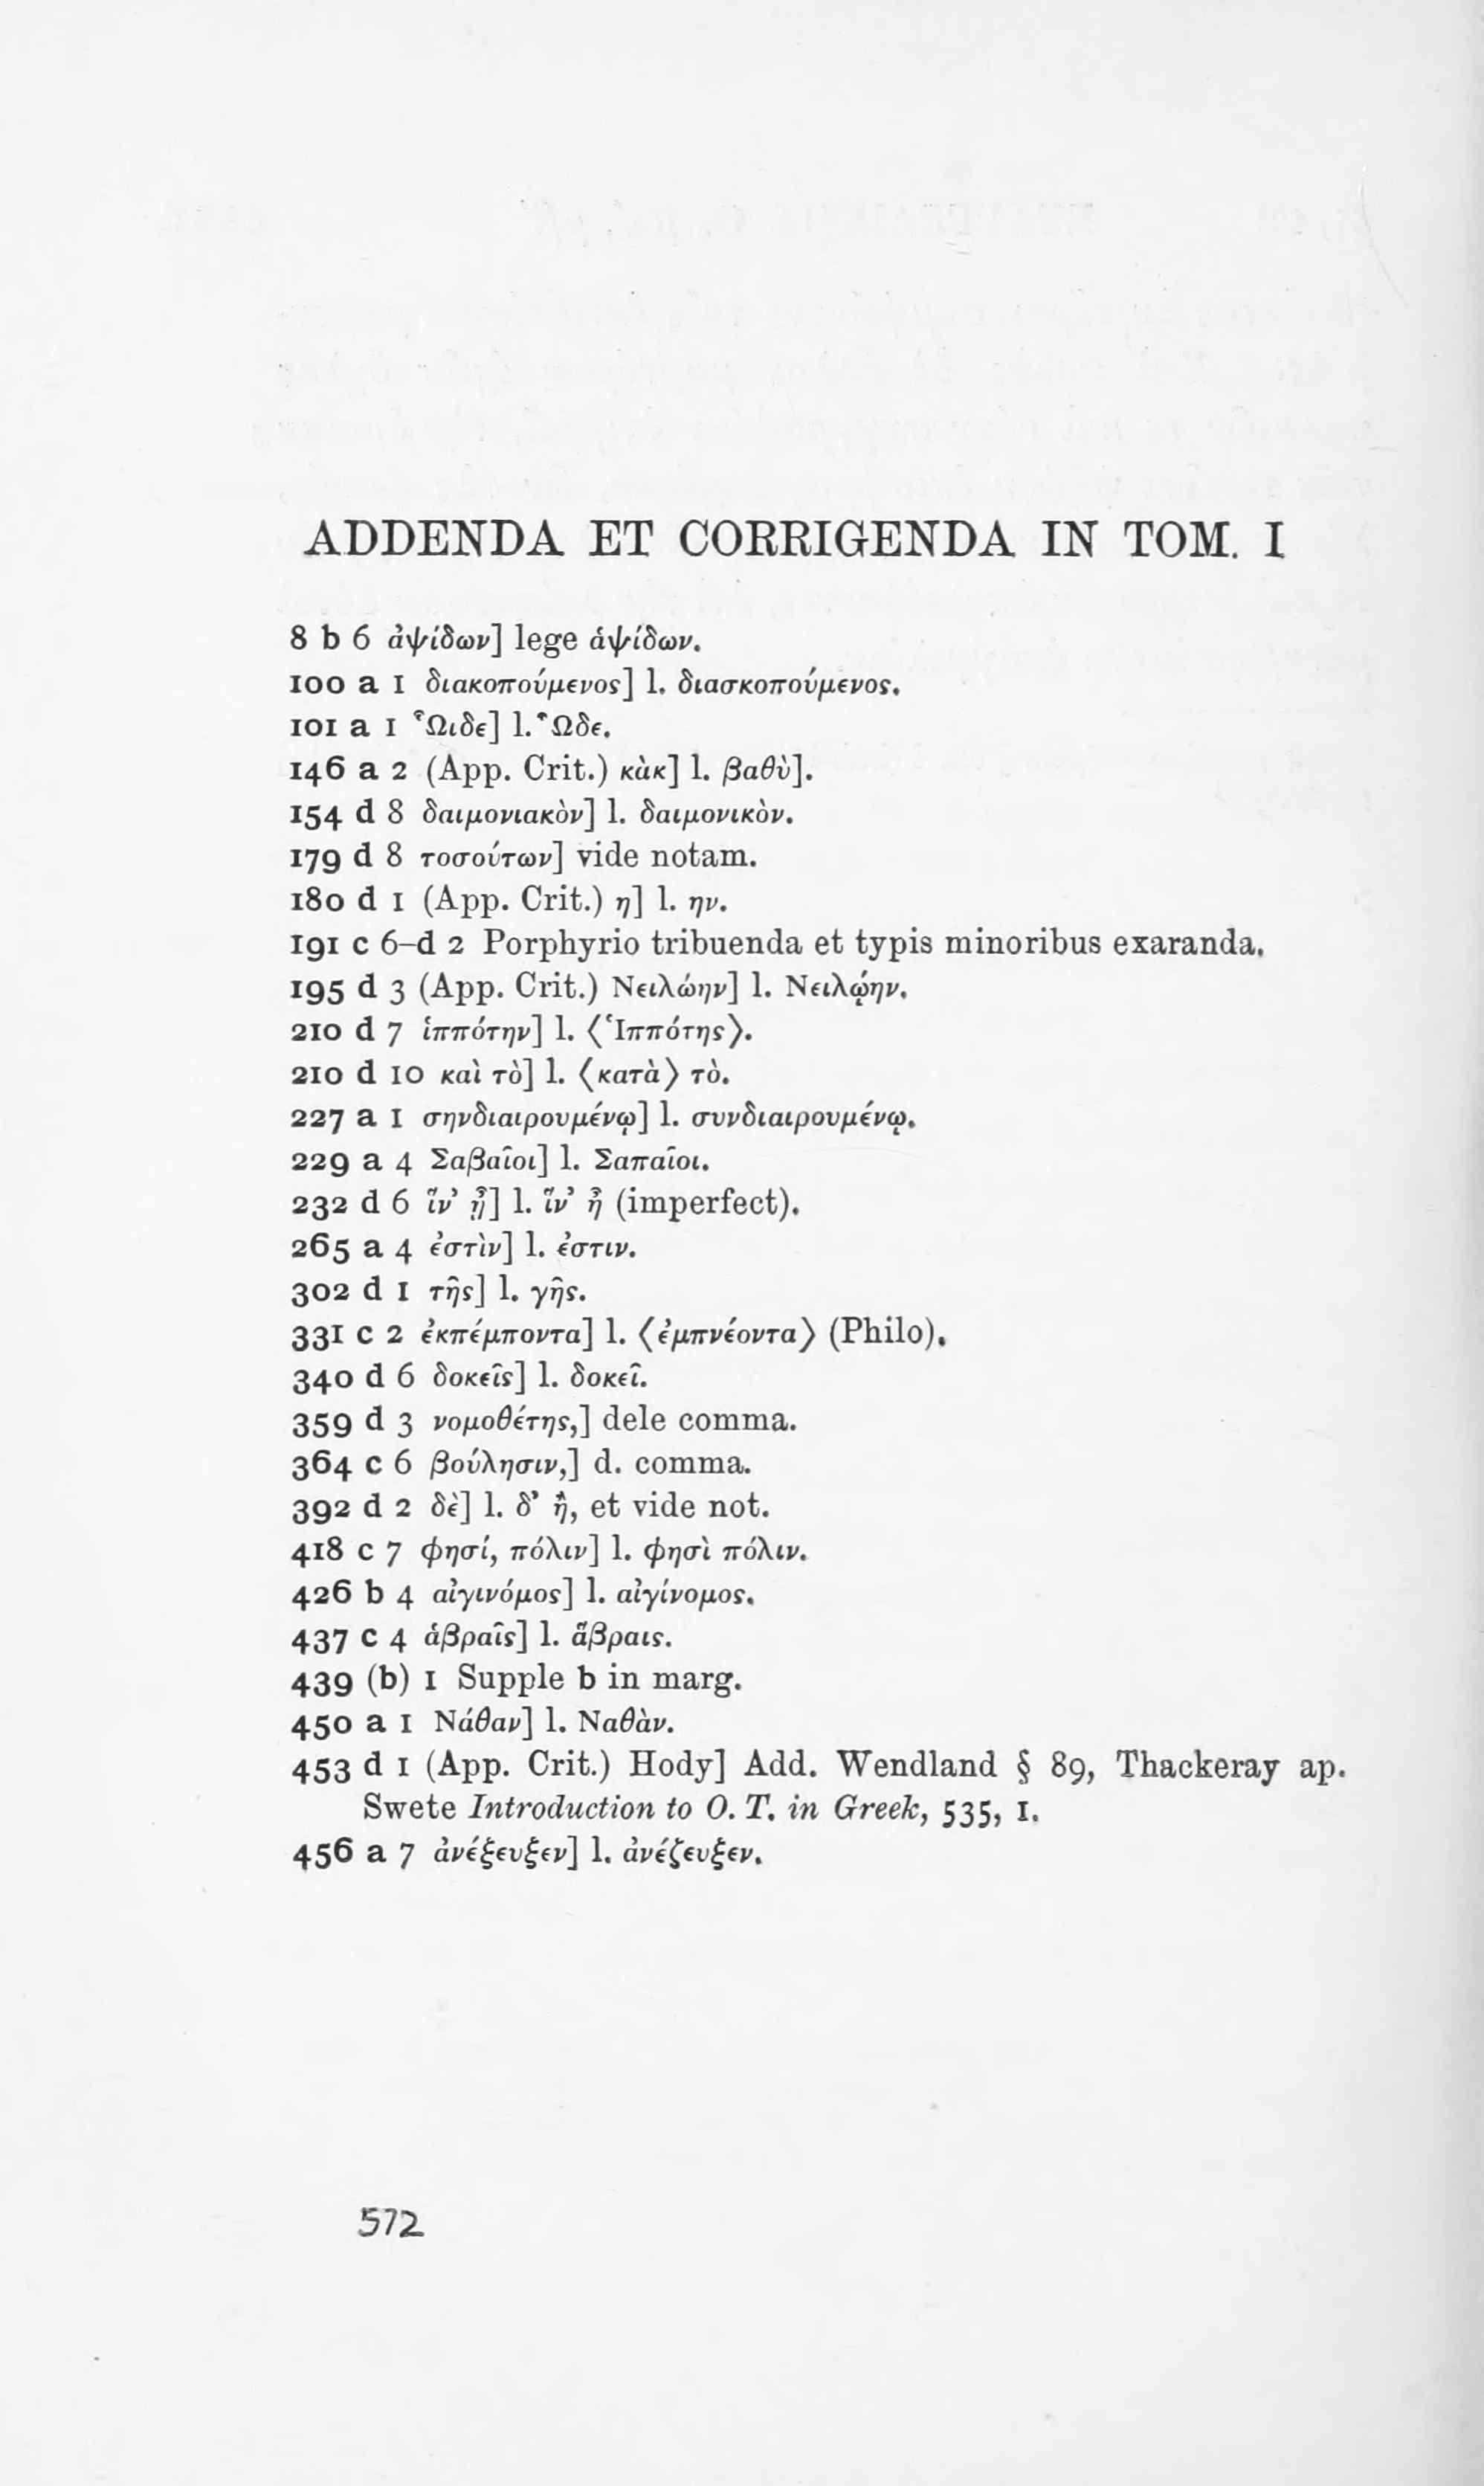 ADDENDA ET CORRIGENDA IN TOM. I
8 b 6 ἀψίδων] lege ἁψίδων.
100 a 1 διακοπούμενος] l. διασκοπούμενος.
101 a 1 Ὧιδε] l. Ὧδε.
146 a 2 (App. Crit.) κὰκ] l. βαθὺ].
154 d 8 δαιμονιακὸν] l. δαιμονικὸν.
179 d 8 τοσούτων] vide notam.
180 d 1 (App. Crit.) η] l. ην.
191 c 6–d 2 Porphyrio tribuenda et typis minoribus exaranda.
195 d 3 (App. Crit.) Νειλώην] l. Νειλῴην.
210 d 7 ἱππότην] l. ⟨Ἱππότης⟩.
210 d 10 καὶ τὸ] l. ⟨κατὰ⟩ τὸ.
227 a 1 σηνδιαιρουμένῳ] l. συνδιαιρουμένῳ.
229 a 4 Σαβαῖοι] l. Σαπαῖοι.
232 d 6 ἵν’ ᾖ] l. ἵν’ ἦ (imperfect).
265 a 4 ἐστὶν] l. ἐστιν.
302 d 1 τῆς] l. γῆς.
331 c 2 ἐκπέμποντα] l. ⟨ἐμπνέοντα⟩ (Philo).
340 d 6 δοκεῖς] l. δοκεῖ.
359 d 3 νομοθέτης,] dele comma.
364 c 6 βούλησιν,] d. comma.
392 d 2 δὲ] l. δ’ ἢ, et vide not.
418 c 7 φησί, πόλιν] l. φησὶ πόλιν.
426 b 4 αἰγινόμος] l. αἰγίνομος.
437 c 4 ἁβραῖς] l. ἅβραις.
439 (b) 1 Supple b in marg.
450 a 1 Νάθαν] l. Ναθὰν.
453 d 1 (App. Crit.) Hody] Add. Wendland § 89, Thackeray ap.
Swete Introduction to O. T. in Greek, 535, 1.
456 a 7 ἀνέξευξεν] l. ἀνέζευξεν.
572